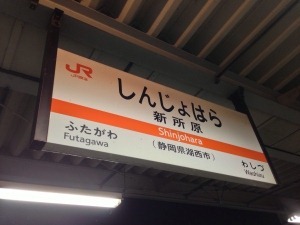 JR
しんじょはら
新所原
Shinjohara
(静岡県湖西市)
ふたがわ
Futagawa
わしづ
Washizu